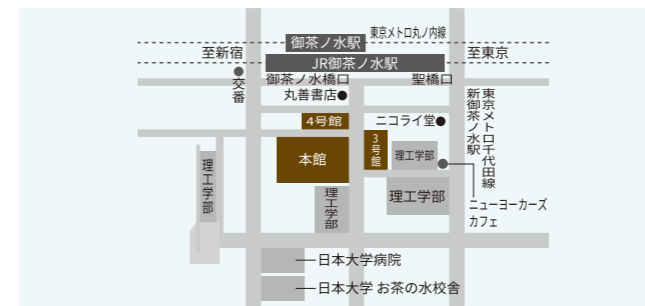 東京メトロ丸ノ内線
御茶ノ水駅
至新宿
至東京
JR御茶ノ水駅
御茶ノ水橋口
聖橋口
交番
丸善書店
東京メトロ千代田線
新御茶ノ水駅
4号館
ニコライ堂
3号館
本館
理工学部
理工学部
理工学部
理工学部
ニューヨーカーズ
カフェ
日本大学病院
日本大学 お茶の水校舎